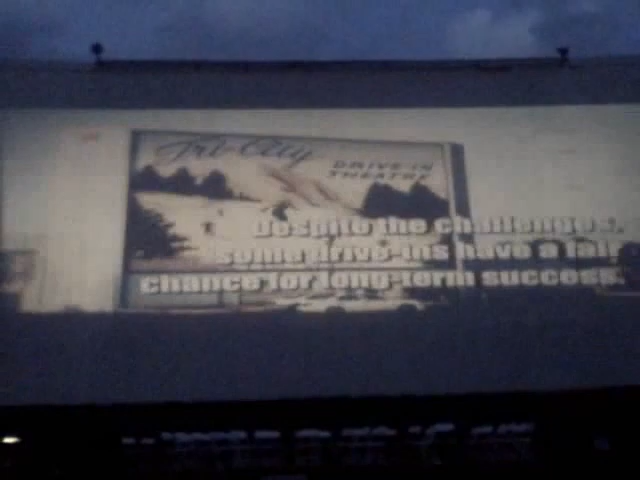 Tri-City
DRIVE-IN
THEATRE
Despite the challenges,
some drive-ins have a fair
chance for long-term success.